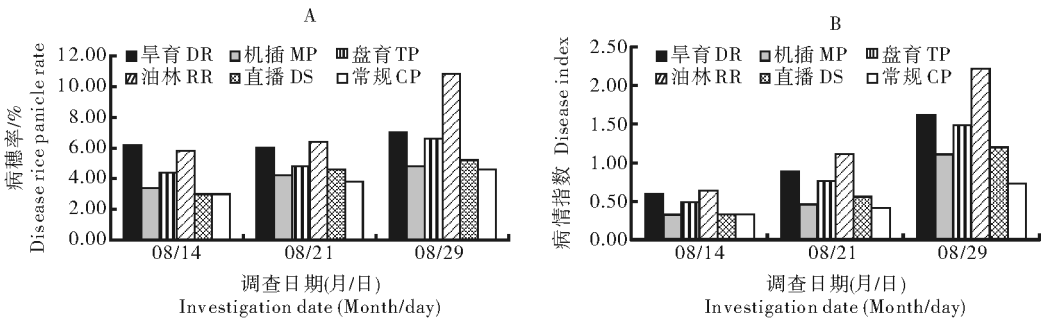 A
病穗率/%
Disease rice panicle rate
12.00
10.00
8.00
6.00
4.00
2.00
0.00
旱育 DR 机插 MP 盘育 TP
油林 RR 直播 DS 常规 CP
08/14 08/21 08/29
调查日期(月/日)
Investigation date (Month/day)
B
病情指数 Disease index
2.50
2.00
1.50
1.00
0.50
0.00
旱育 DR 机插 MP 盘育 TP
油林 RR 直播 DS 常规 CP
08/14 08/21 08/29
调查日期(月/日)
Investigation date (Month/day)